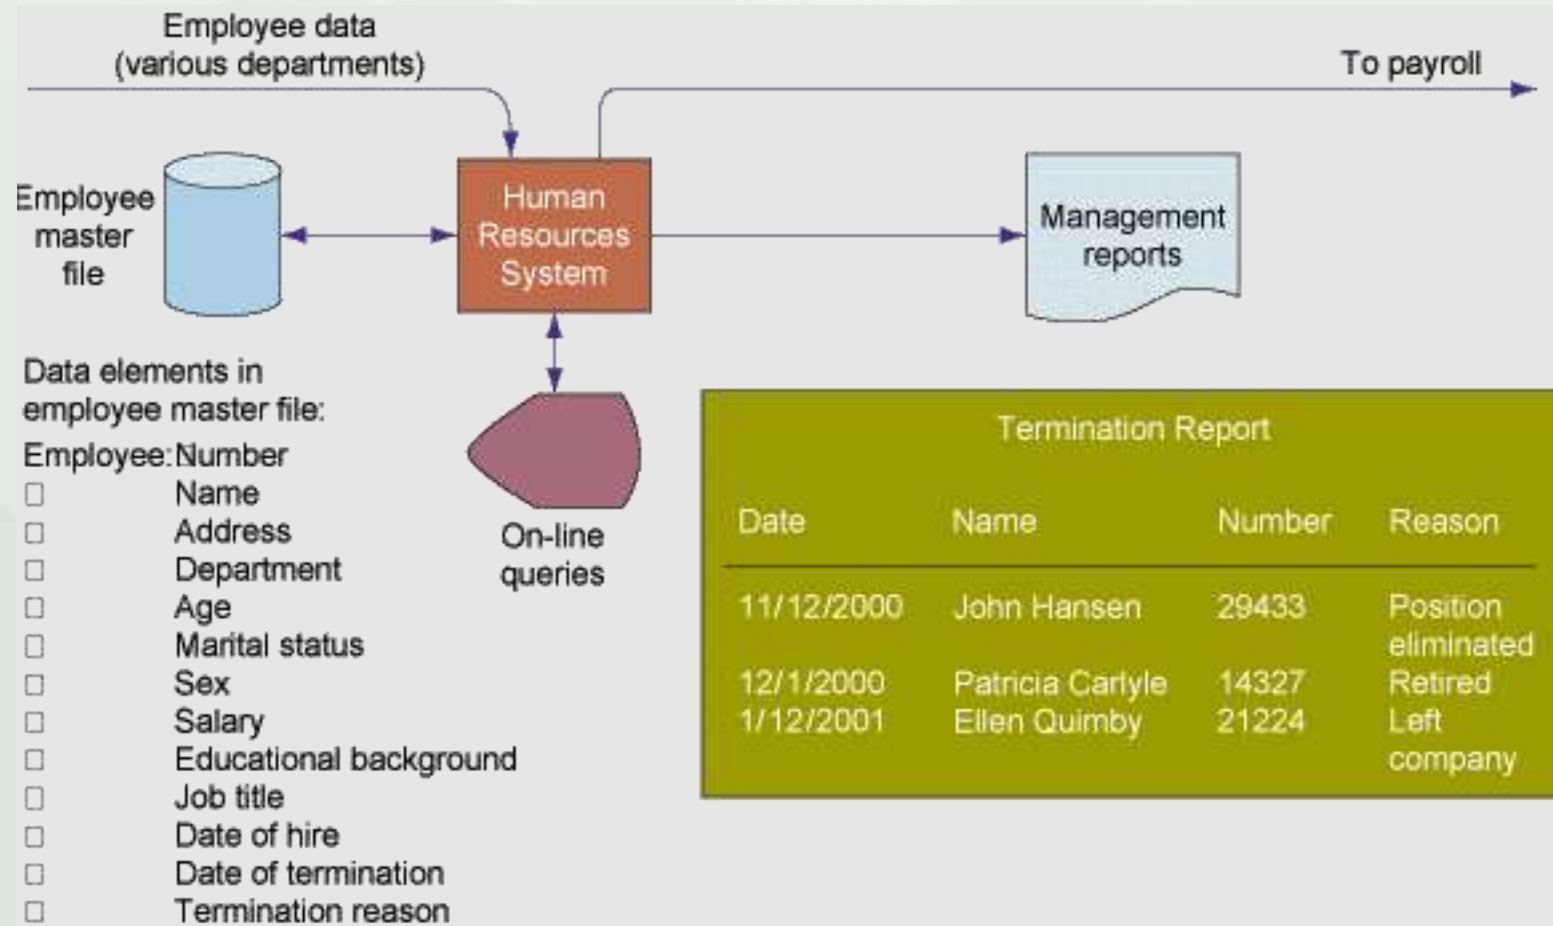 Employee data
(various departments)
To payroll
Employee
master
file
Human
Resources
System
Management
reports
On-line
queries
Data elements in
employee master file:
Employee: Number
Name
Address
Department
Age
Marital status
Sex
Salary
Educational background
Job title
Date of hire
Date of termination
Termination reason
Termination Report
Date Name Number Reason
11/12/2000 John Hansen 29433 Position
eliminated
12/1/2000 Patricia Carlyle 14327 Retired
1/12/2001 Ellen Quimby 21224 Left
company